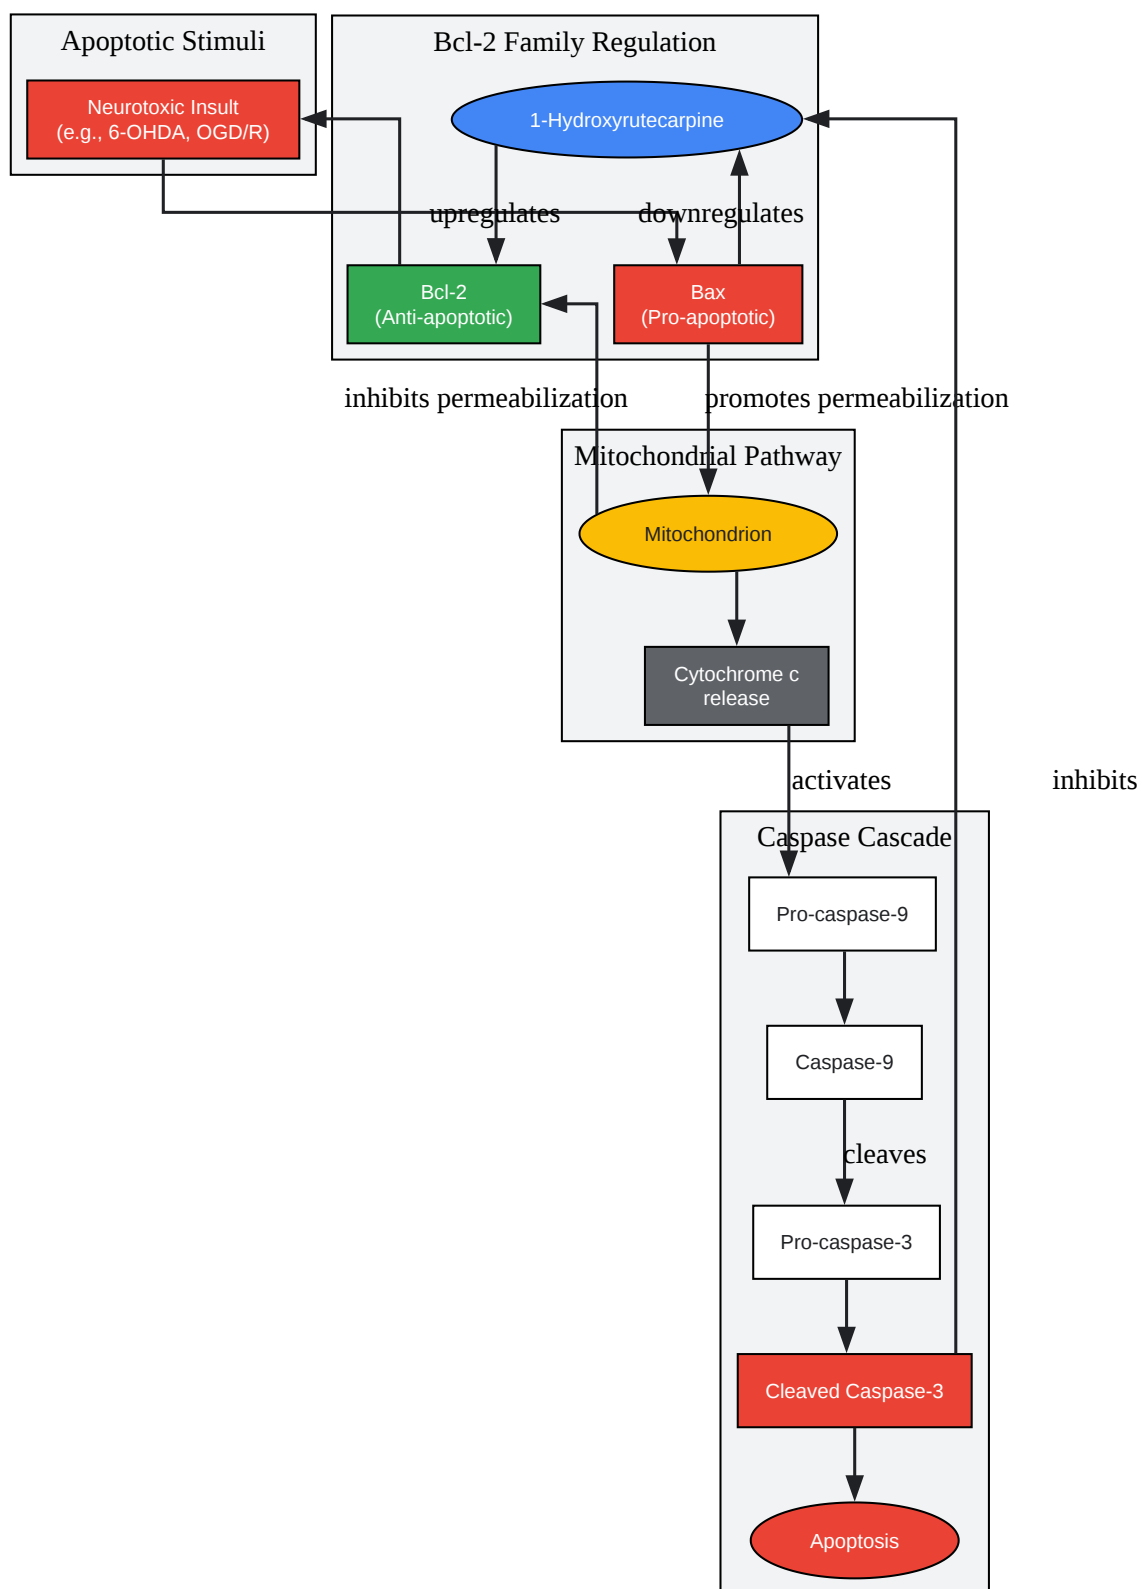 Apoptotic Stimuli
Bcl-2 Family Regulation
Neurotoxic Insult
(e.g., 6-OHDA, OGD/R)
1-Hydroxyrutecarpine
upregulates
downregulates
Bcl-2
(Anti-apoptotic)
Bax
(Pro-apoptotic)
inhibits permeabilization
promotes permeabilization
Mitochondrial Pathway
Mitochondrion
Cytochrome c
release
activates
inhibits
Caspase Cascade
Pro-caspase-9
Caspase-9
cleaves
Pro-caspase-3
Cleaved Caspase-3
Apoptosis